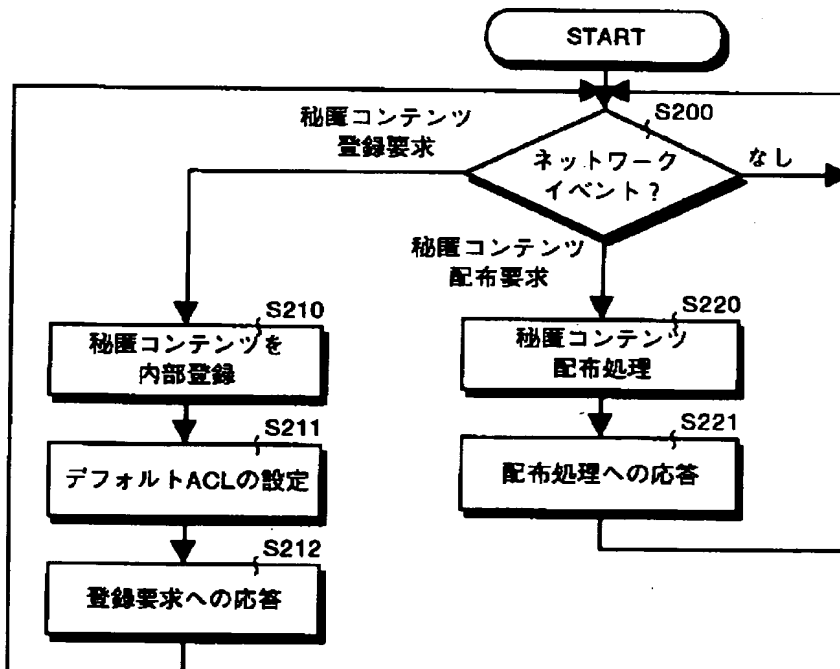 START
S200
秘匿コンテンツ
登録要求
ネットワーク
イベント?
なし
秘匿コンテンツ
配布要求
S210
秘匿コンテンツを
内部登録
S220
秘匿コンテンツ
配布処理
S211
デフォルトACLの設定
S221
配布処理への応答
S212
登録要求への応答